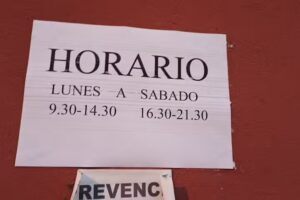 HORARIO
LUNES A SABADO
9.30-14.30 16.30-21.30
REVENC